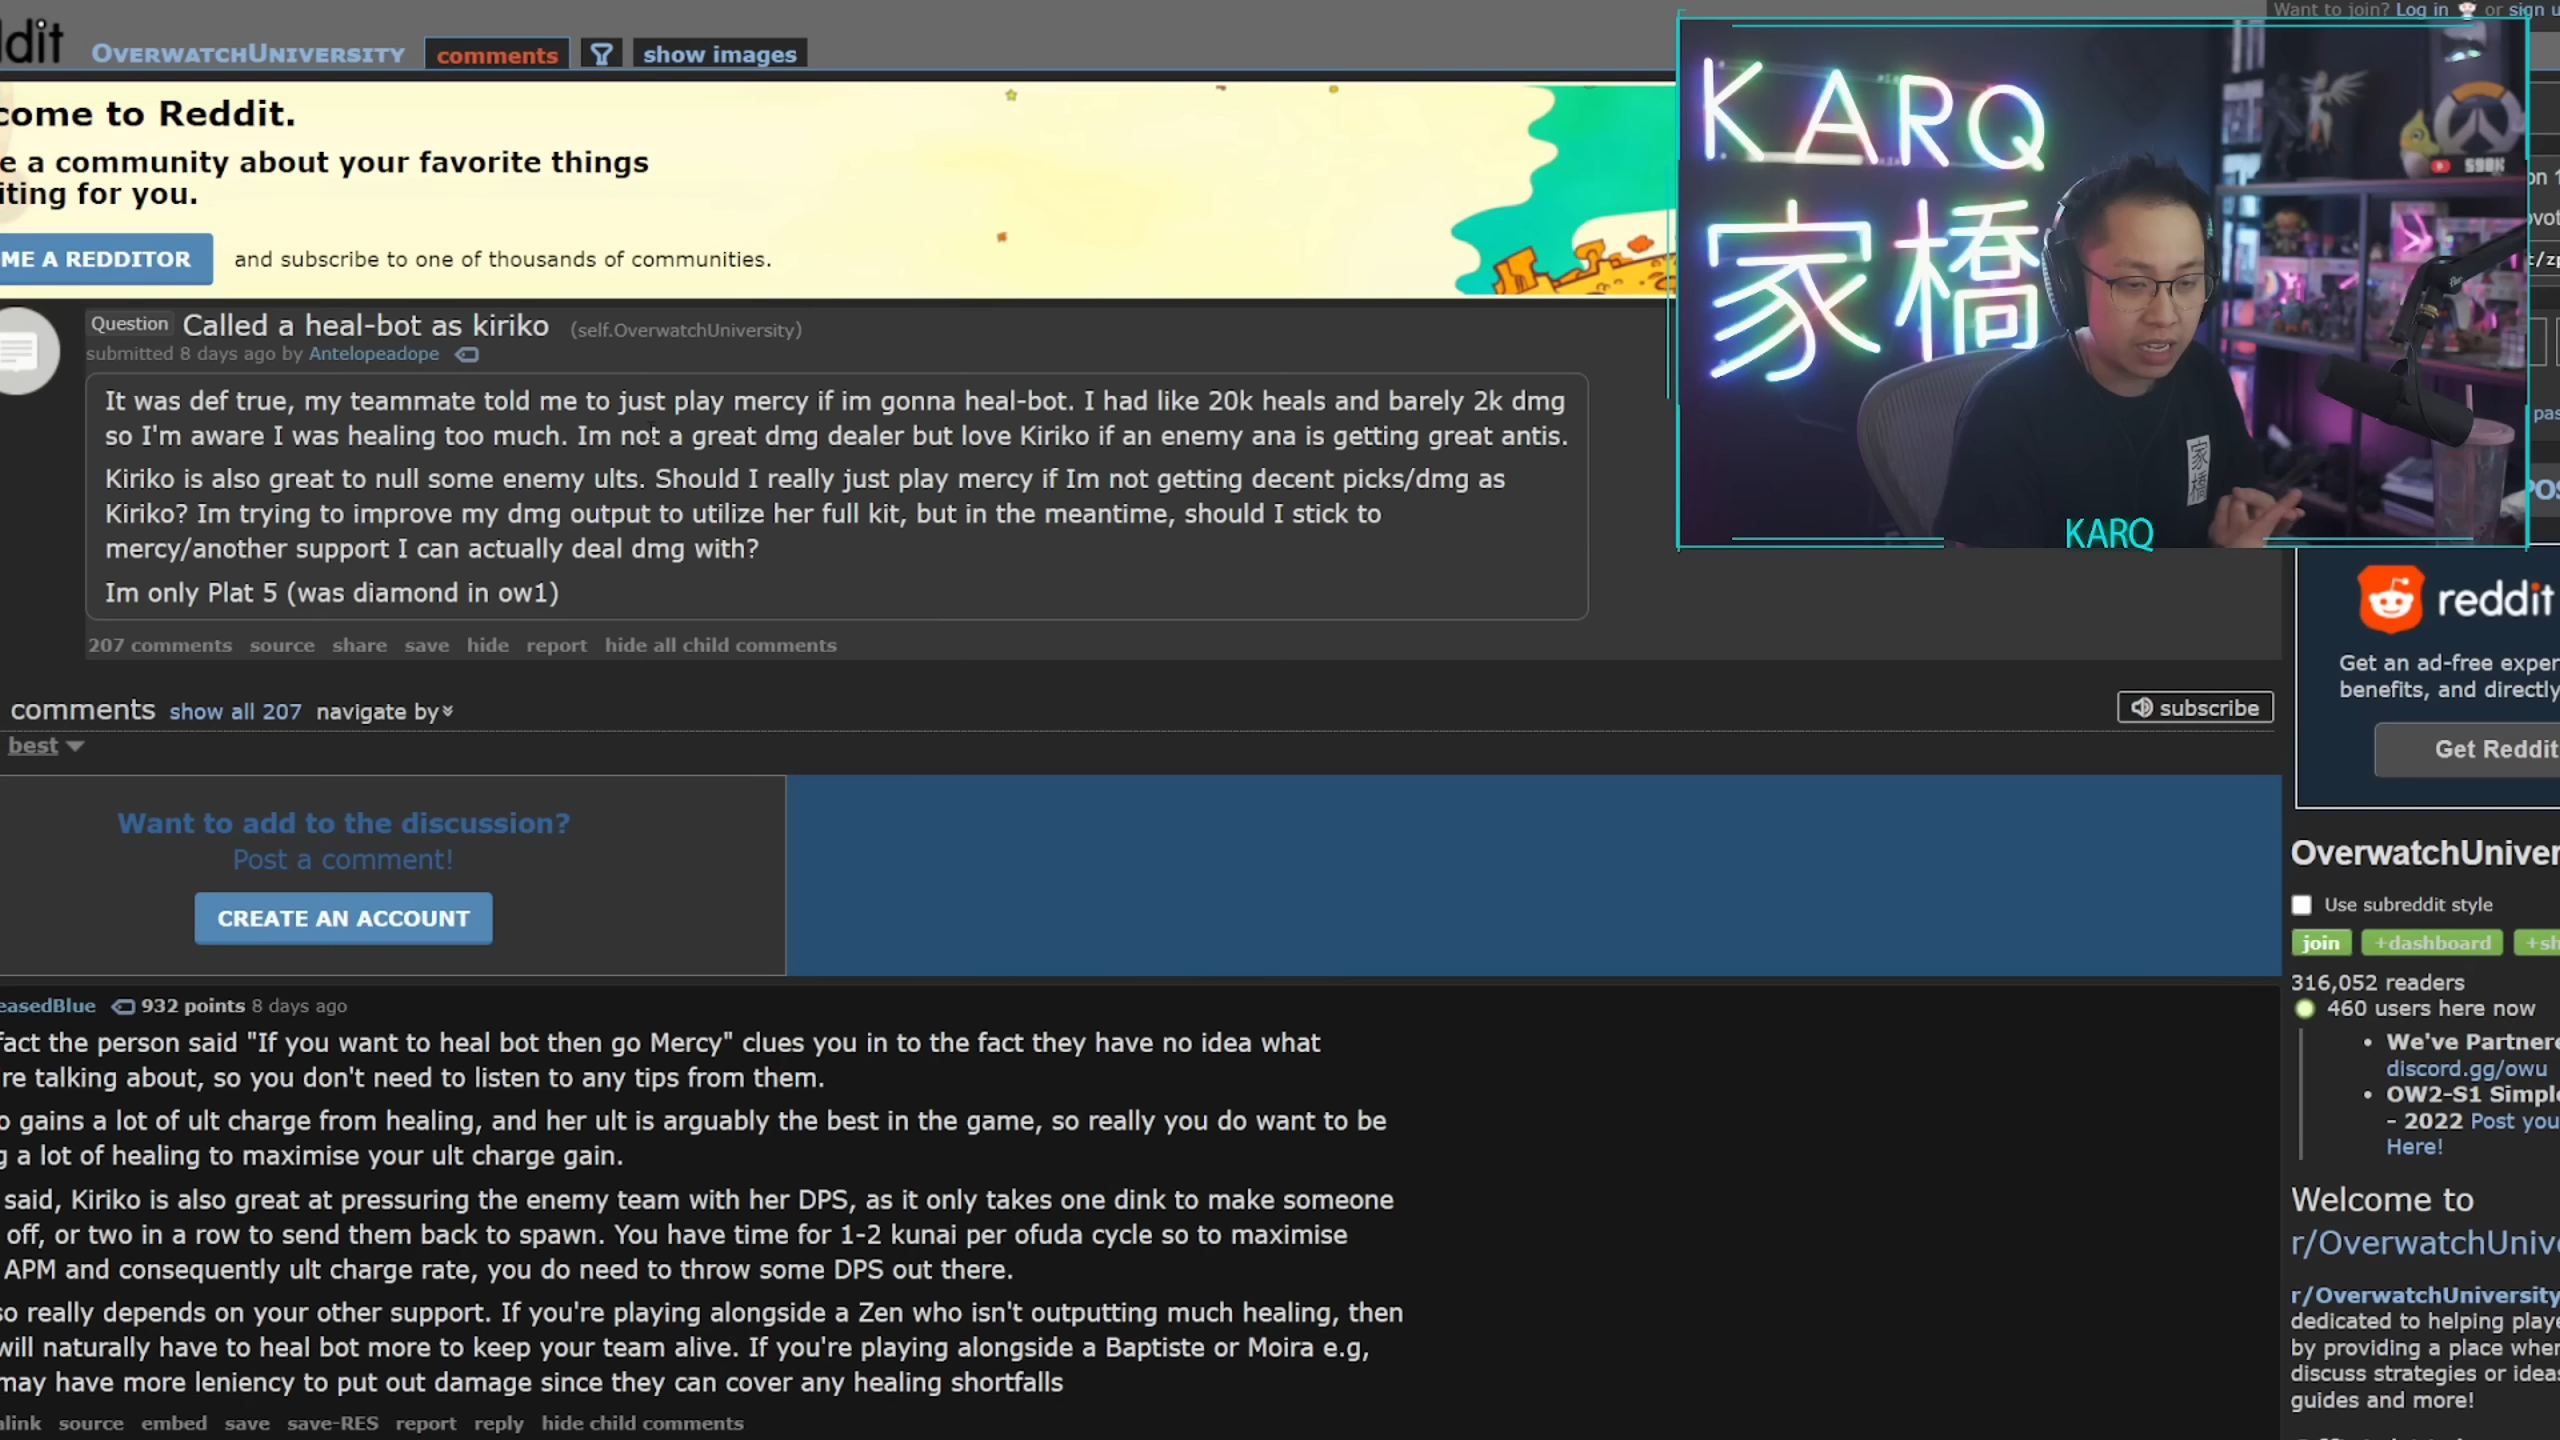 dit OVERWATCHUNIVERSITY comments show images
Want to join? Log in or sign u
come to Reddit.
e a community about your favorite things
iting for you.
ME A REDDITOR and subscribe to one of thousands of communities.
KARQ
家橋
家橋
KARQ
590K
Question Called a heal-bot as kiriko (self.OverwatchUniversity)
submitted 8 days ago by Antelopeadope
It was def true, my teammate told me to just play mercy if im gonna heal-bot. I had like 20k heals and barely 2k dmg
so I'm aware I was healing too much. Im not a great dmg dealer but love Kiriko if an enemy ana is getting great antis.
Kiriko is also great to null some enemy ults. Should I really just play mercy if Im not getting decent picks/dmg as
Kiriko? Im trying to improve my dmg output to utilize her full kit, but in the meantime, should I stick to
mercy/another support I can actually deal dmg with?
Im only Plat 5 (was diamond in ow1)
207 comments source share save hide report hide all child comments
comments show all 207 navigate by
subscribe
best
Want to add to the discussion?
Post a comment!
CREATE AN ACCOUNT
easedBlue 932 points 8 days ago
fact the person said "If you want to heal bot then go Mercy" clues you in to the fact they have no idea what
re talking about, so you don't need to listen to any tips from them.
o gains a lot of ult charge from healing, and her ult is arguably the best in the game, so really you do want to be
g a lot of healing to maximise your ult charge gain.
said, Kiriko is also great at pressuring the enemy team with her DPS, as it only takes one dink to make someone
off, or two in a row to send them back to spawn. You have time for 1-2 kunai per ofuda cycle so to maximise
APM and consequently ult charge rate, you do need to throw some DPS out there.
so really depends on your other support. If you're playing alongside a Zen who isn't outputting much healing, then
will naturally have to heal bot more to keep your team alive. If you're playing alongside a Baptiste or Moira e.g,
may have more leniency to put out damage since they can cover any healing shortfalls
alink source embed save save-RES report reply hide child comments
on 1
ovot
t/zp
pas
POS
reddit
Get an ad-free exper
benefits, and directly
Get Reddit
OverwatchUniver
Use subreddit style
join +dashboard +sh
316,052 readers
460 users here now
• We've Partnere
discord.gg/owu
• OW2-S1 Simple
- 2022 Post you
Here!
Welcome to
r/OverwatchUnive
r/OverwatchUniversity
dedicated to helping playe
by providing a place wher
discuss strategies or ideas
guides and more!